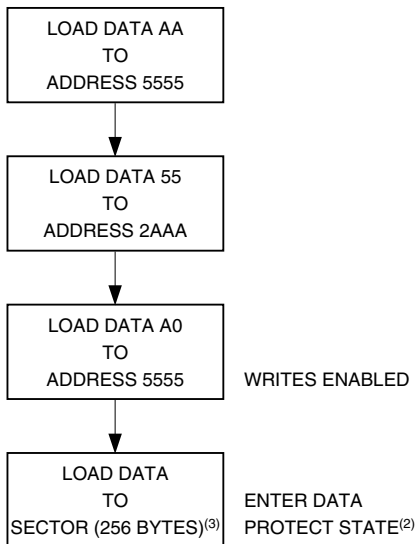 LOAD DATA AA
TO
ADDRESS 5555
LOAD DATA 55
TO
ADDRESS 2AAA
LOAD DATA A0
TO
ADDRESS 5555
WRITES ENABLED
LOAD DATA
TO
SECTOR (256 BYTES)(3)
ENTER DATA
PROTECT STATE(2)